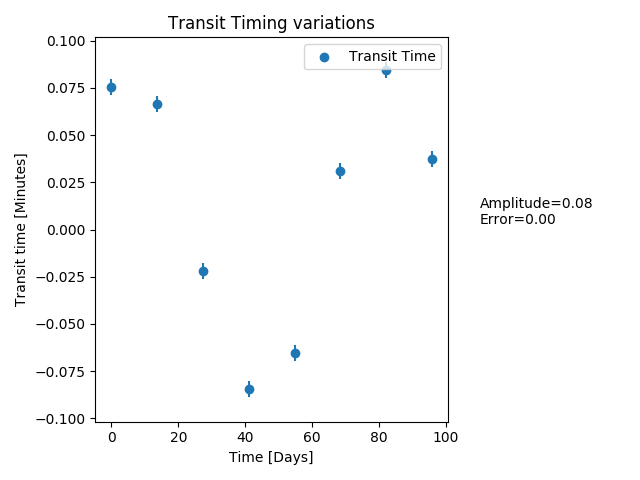 Transit Timing variations
Transit Time
Transit time [Minutes]
0.100
0.075
0.050
0.025
0.000
−0.025
−0.050
−0.075
−0.100
0
20
40
60
80
100
Time [Days]
Amplitude=0.08
Error=0.00